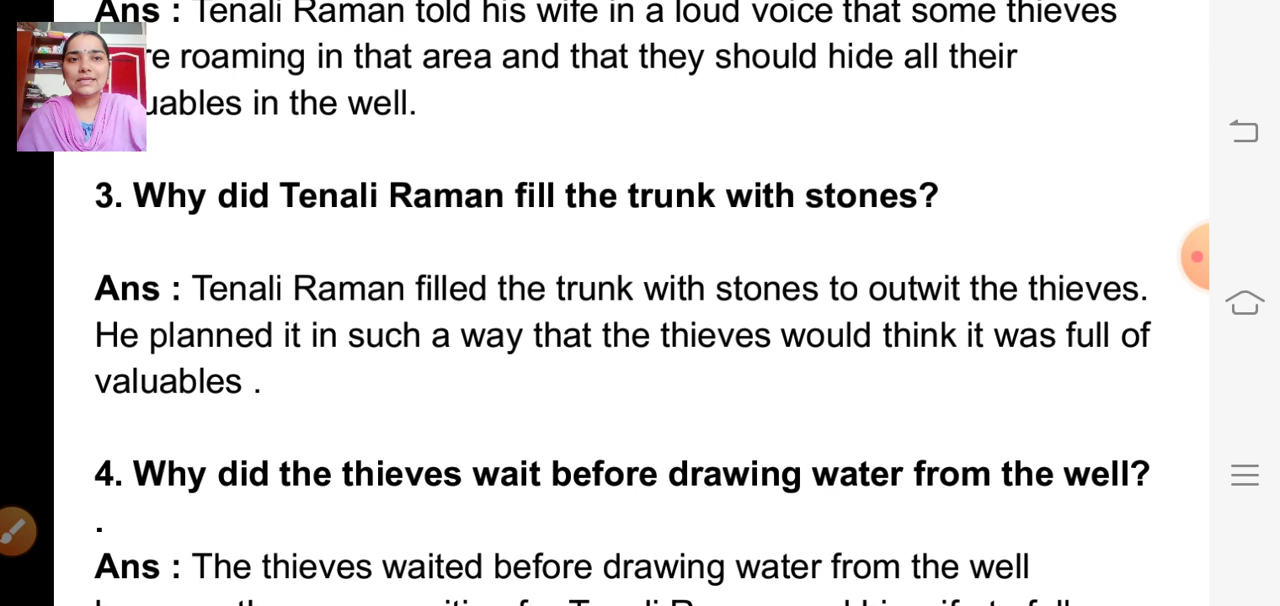 Ans : Tenali Raman told his wife in a loud voice that some thieves
roaming in that area and that they should hide all their
in the well.
3. Why did Tenali Raman fill the trunk with stones?
Ans : Tenali Raman filled the trunk with stones to outwit the thieves.
He planned it in such a way that the thieves would think it was full of
valuables .
4. Why did the thieves wait before drawing water from the well?
.
Ans : The thieves waited before drawing water from the well